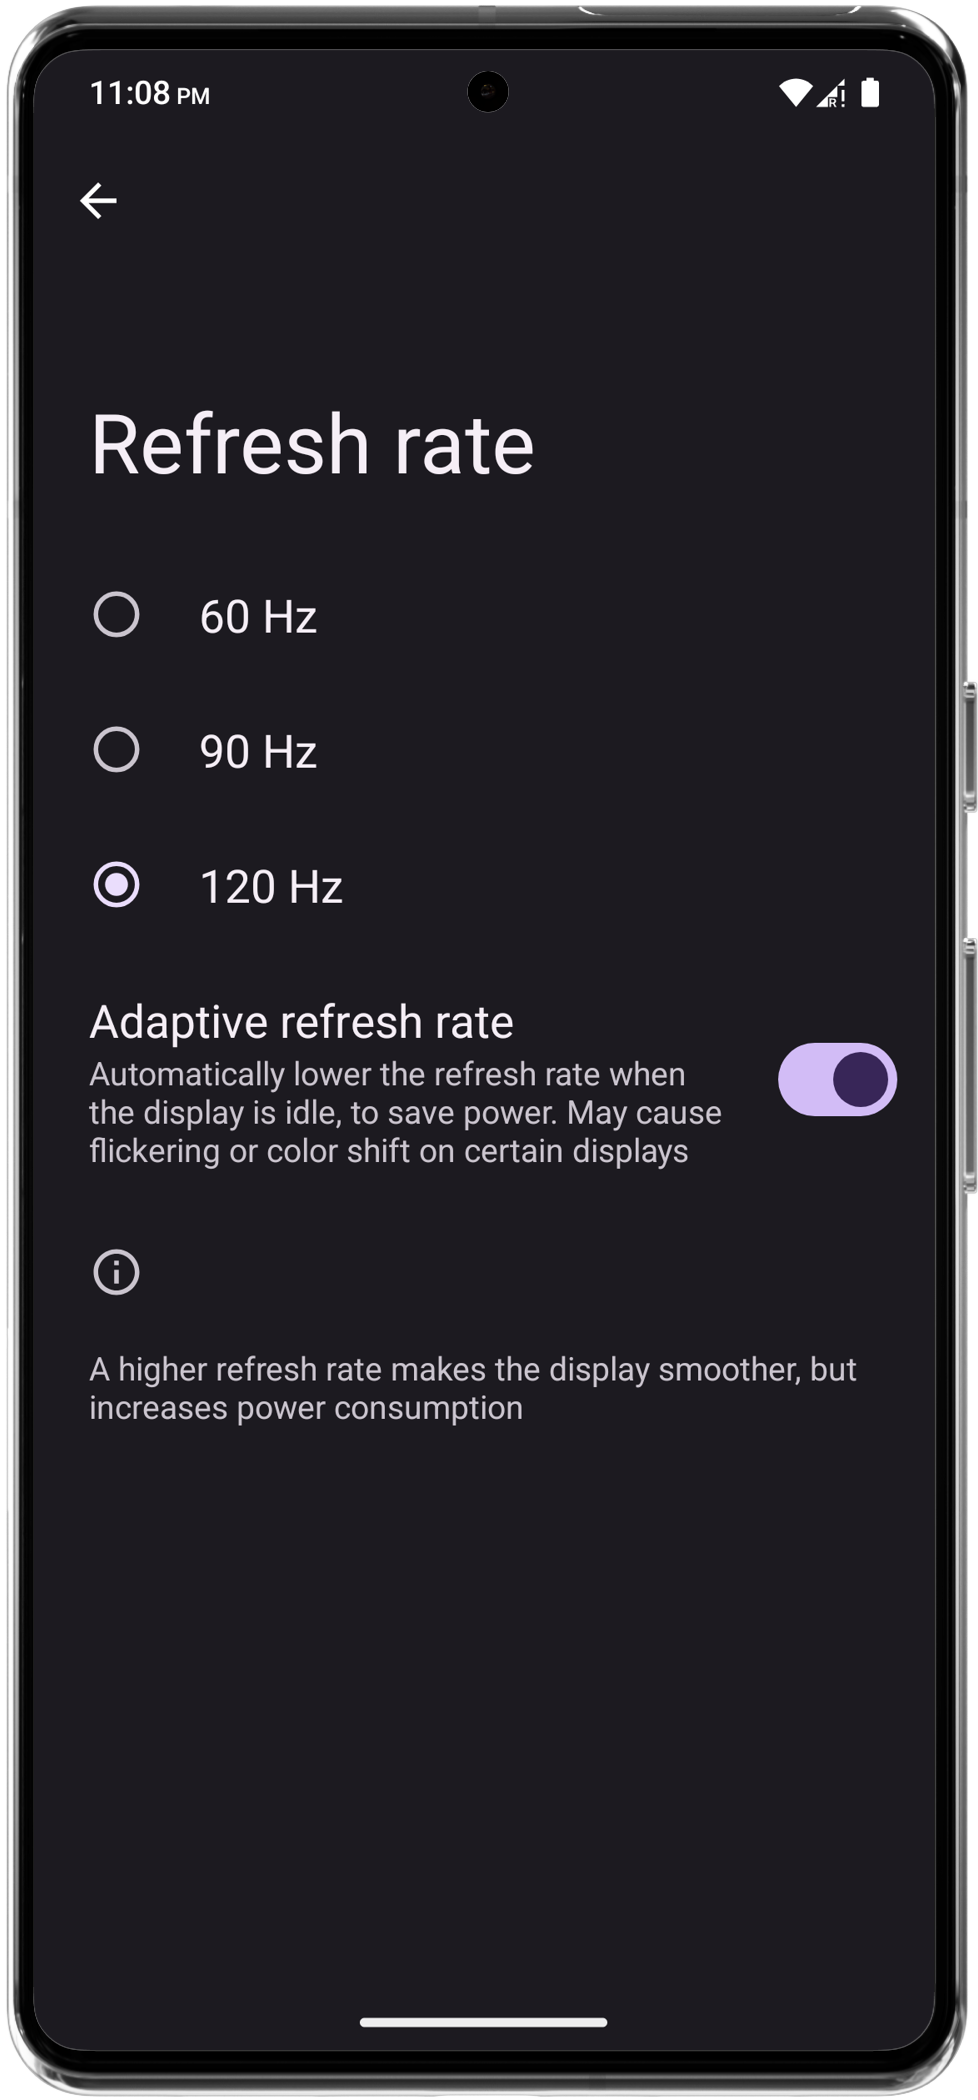 11:08 PM
R
Refresh rate
60 Hz
90 Hz
120 Hz
Adaptive refresh rate
Automatically lower the refresh rate when
the display is idle, to save power. May cause
flickering or color shift on certain displays
A higher refresh rate makes the display smoother, but
increases power consumption